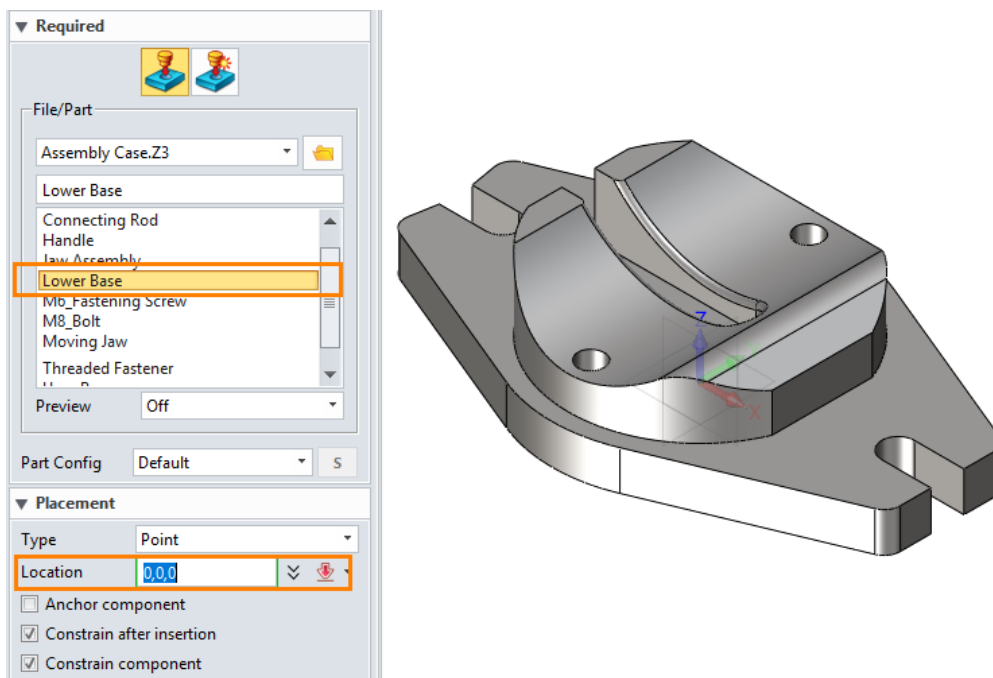 Required
File/Part
Assembly Case.Z3
Lower Base
Connecting Rod
Handle
Jaw Assembly
Lower Base
M6_Fastening Screw
M8_Bolt
Moving Jaw
Threaded Fastener
Preview Off
Part Config Default S
Placement
Type Point
Location 0,0,0
Anchor component
Constrain after insertion
Constrain component
Z
X